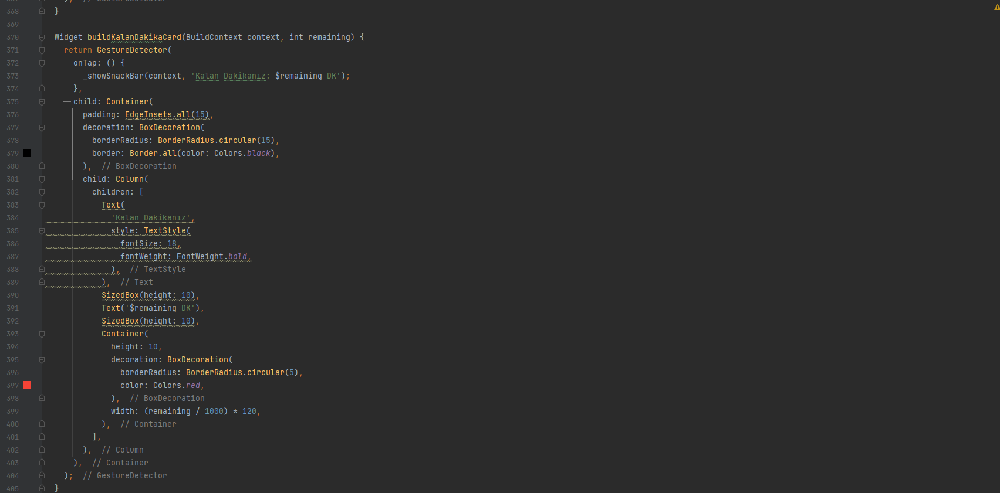 368 }
369
370 Widget buildKalanDakikaCard(BuildContext context, int remaining) {
371 return GestureDetector(
372 onTap: () {
373 _showSnackBar(context, 'Kalan Dakikanız: $remaining DK');
374 },
375 child: Container(
376 padding: EdgeInsets.all(15),
377 decoration: BoxDecoration(
378 borderRadius: BorderRadius.circular(15),
379 border: Border.all(color: Colors.black),
380 ), // BoxDecoration
381 child: Column(
382 children: [
383 Text(
384 'Kalan Dakikanız',
385 style: TextStyle(
386 fontSize: 18,
387 fontWeight: FontWeight.bold,
388 ), // TextStyle
389 ), // Text
390 SizedBox(height: 10),
391 Text('$remaining DK'),
392 SizedBox(height: 10),
393 Container(
394 height: 10,
395 decoration: BoxDecoration(
396 borderRadius: BorderRadius.circular(5),
397 color: Colors.red,
398 ), // BoxDecoration
399 width: (remaining / 1000) * 120,
400 ), // Container
401 ],
402 ), // Column
403 ), // Container
404 ); // GestureDetector
405 }